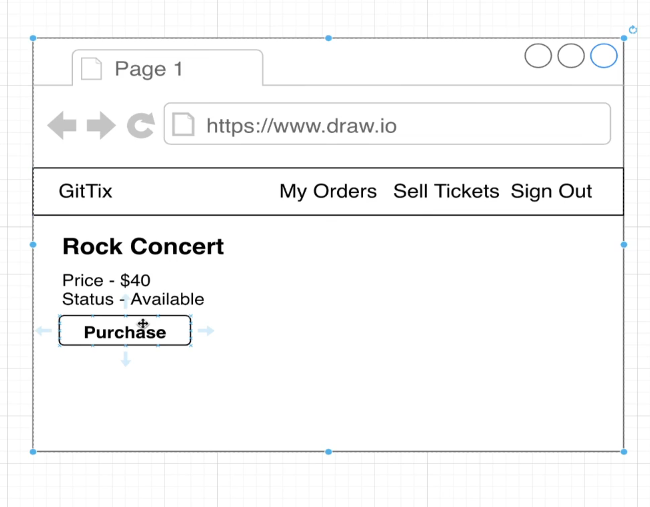 Page 1
https://www.draw.io
GitTix My Orders Sell Tickets Sign Out
Rock Concert
Price - $40
Status - Available
Purchase